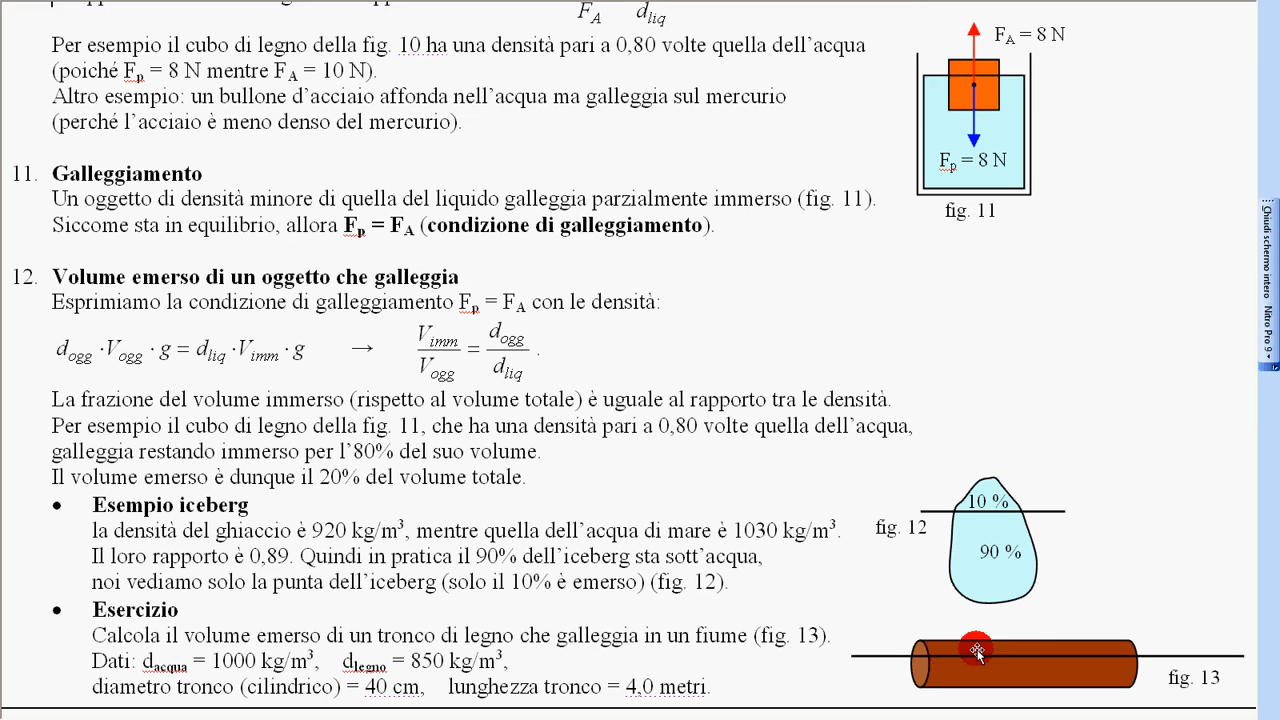 F_A d_liq
Per esempio il cubo di legno della fig. 10 ha una densità pari a 0,80 volte quella dell'acqua
(poiché F_p = 8 N mentre F_A = 10 N).
Altro esempio: un bullone d'acciaio affonda nell'acqua ma galleggia sul mercurio
(perché l'acciaio è meno denso del mercurio).
F_A = 8 N
F_p = 8 N
fig. 11
11. Galleggiamento
Un oggetto di densità minore di quella del liquido galleggia parzialmente immerso (fig. 11).
Siccome sta in equilibrio, allora F_p = F_A (condizione di galleggiamento).
12. Volume emerso di un oggetto che galleggia
Esprimiamo la condizione di galleggiamento F_p = F_A con le densità:
d_ogg · V_ogg · g = d_liq · V_imm · g → V_imm / V_ogg = d_ogg / d_liq .
La frazione del volume immerso (rispetto al volume totale) è uguale al rapporto tra le densità.
Per esempio il cubo di legno della fig. 11, che ha una densità pari a 0,80 volte quella dell'acqua,
galleggia restando immerso per l'80% del suo volume.
Il volume emerso è dunque il 20% del volume totale.
• Esempio iceberg
la densità del ghiaccio è 920 kg/m³, mentre quella dell'acqua di mare è 1030 kg/m³.
Il loro rapporto è 0,89. Quindi in pratica il 90% dell'iceberg sta sott'acqua,
noi vediamo solo la punta dell'iceberg (solo il 10% è emerso) (fig. 12).
fig. 12
10 %
90 %
• Esercizio
Calcola il volume emerso di un tronco di legno che galleggia in un fiume (fig. 13).
Dati: d_acqua = 1000 kg/m³, d_legno = 850 kg/m³,
diametro tronco (cilindrico) = 40 cm, lunghezza tronco = 4,0 metri.
fig. 13
Chiudi schermo intero Nitro Pro 9